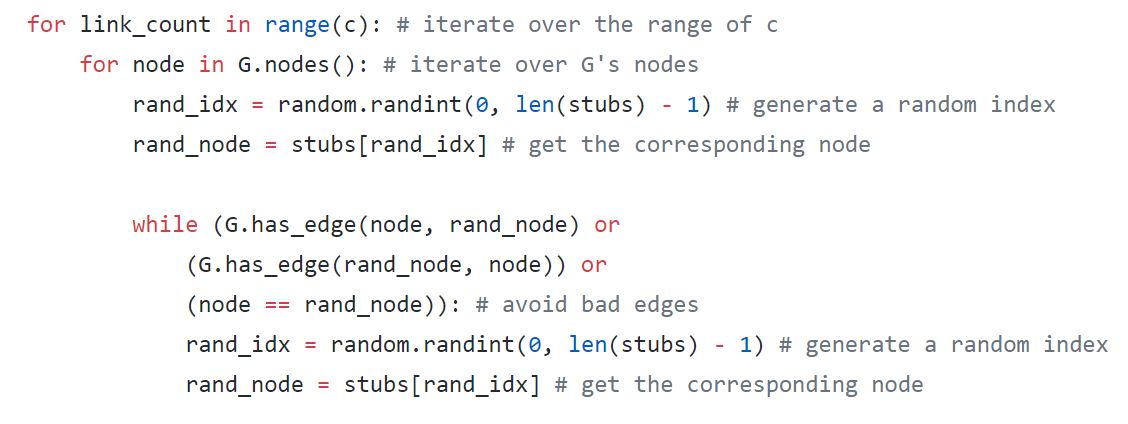 for link_count in range(c): # iterate over the range of c
    for node in G.nodes(): # iterate over G's nodes
        rand_idx = random.randint(0, len(stubs) - 1) # generate a random index
        rand_node = stubs[rand_idx] # get the corresponding node

        while (G.has_edge(node, rand_node) or
            (G.has_edge(rand_node, node)) or
            (node == rand_node)): # avoid bad edges
            rand_idx = random.randint(0, len(stubs) - 1) # generate a random index
            rand_node = stubs[rand_idx] # get the corresponding node